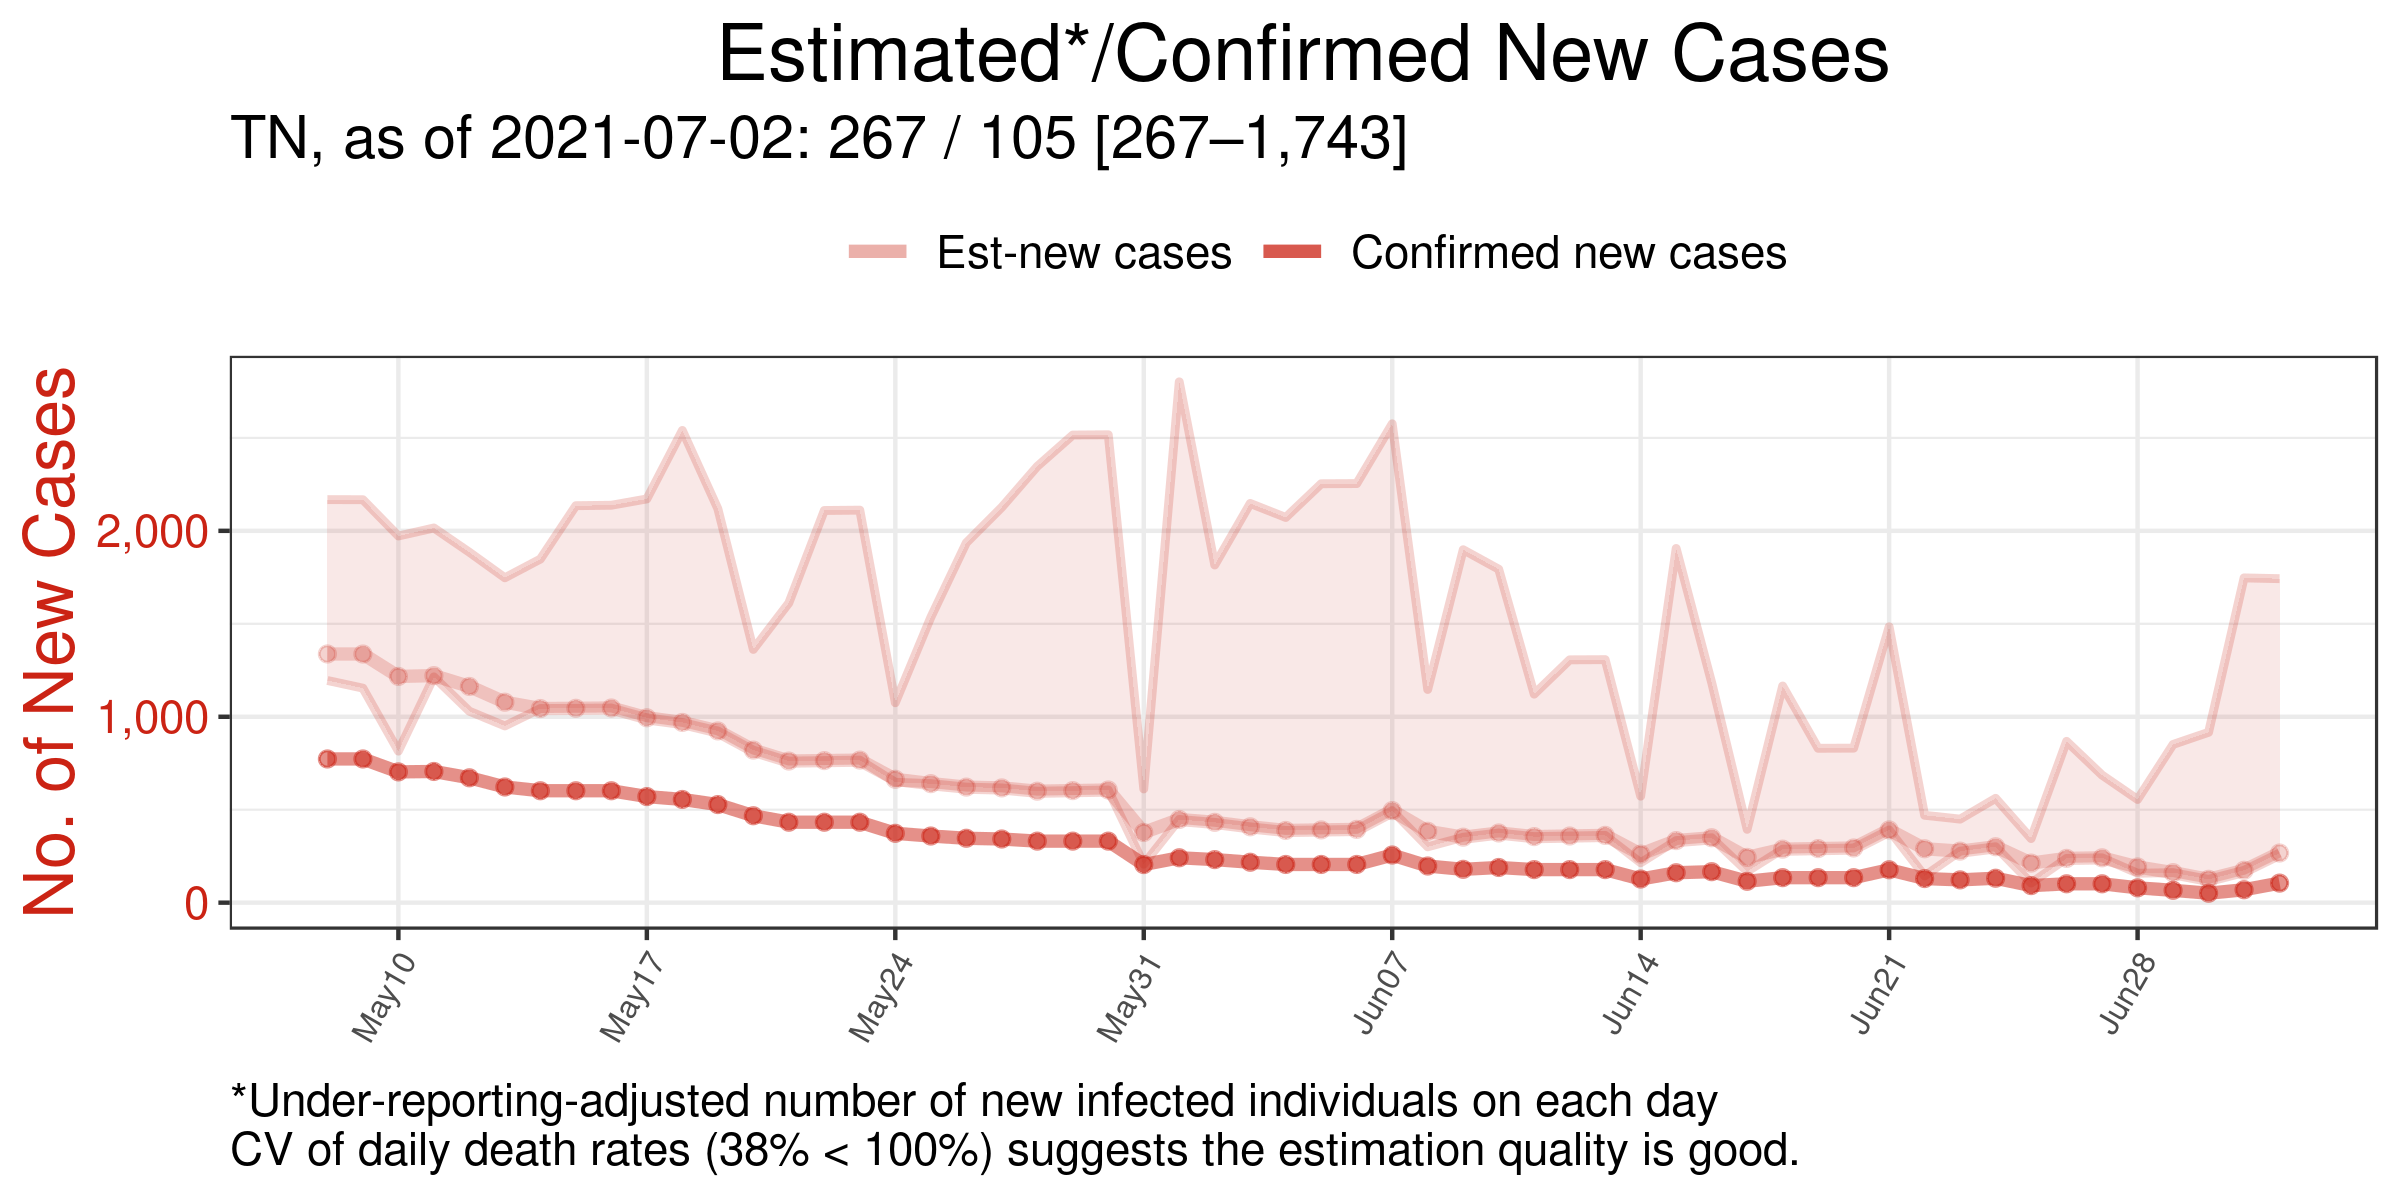 Estimated*/Confirmed New Cases
TN, as of 2021-07-02: 267 / 105 [267–1,743]
Est-new cases Confirmed new cases
No. of New Cases
2,000
1,000
0
May10 May17 May24 May31 Jun07 Jun14 Jun21 Jun28
*Under-reporting-adjusted number of new infected individuals on each day
CV of daily death rates (38% < 100%) suggests the estimation quality is good.